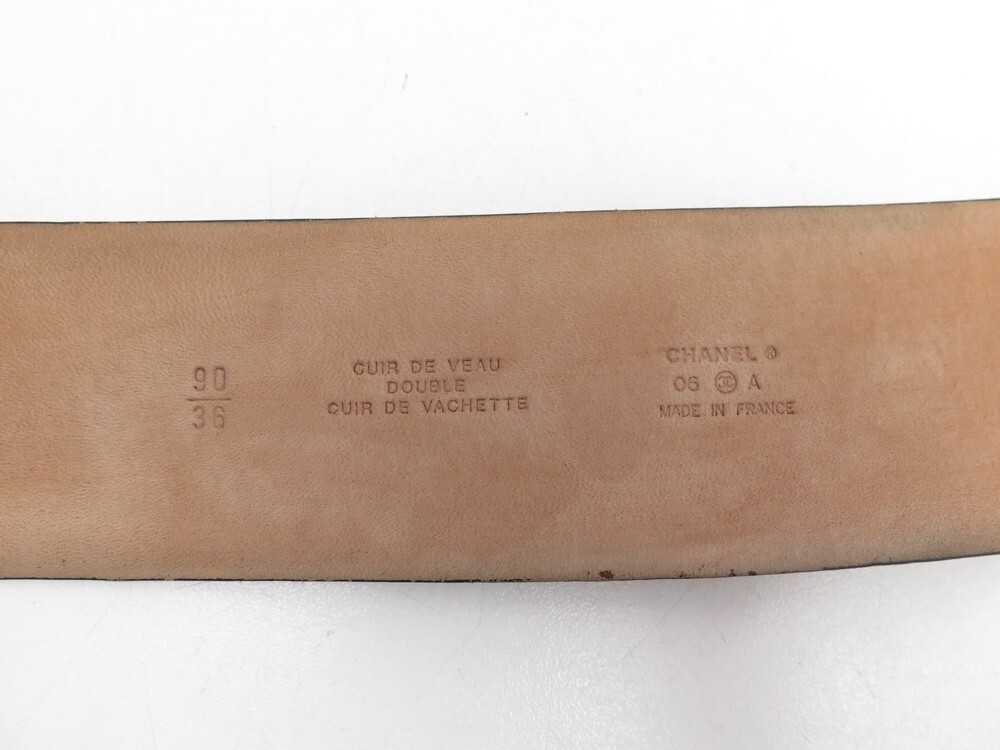 90
36
CUIR DE VEAU
DOUBLE
CUIR DE VACHETTE
CHANEL ®
06 A
MADE IN FRANCE